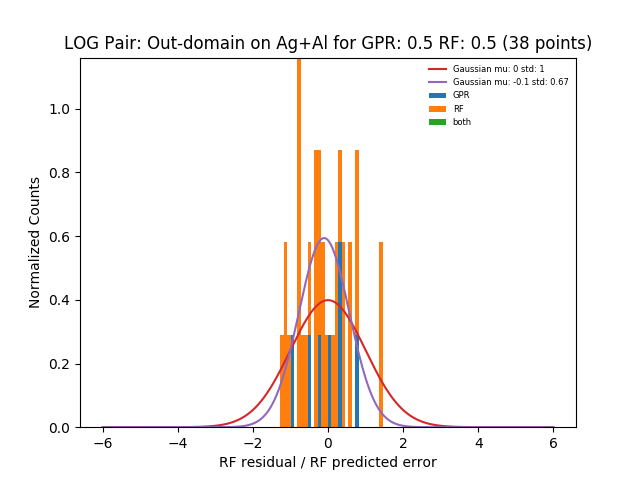 LOG Pair: Out-domain on Ag+Al for GPR: 0.5 RF: 0.5 (38 points)
Gaussian mu: 0 std: 1
Gaussian mu: -0.1 std: 0.67
GPR
RF
both
Normalized Counts
1.0
0.8
0.6
0.4
0.2
0.0
−6 −4 −2 0 2 4 6
RF residual / RF predicted error